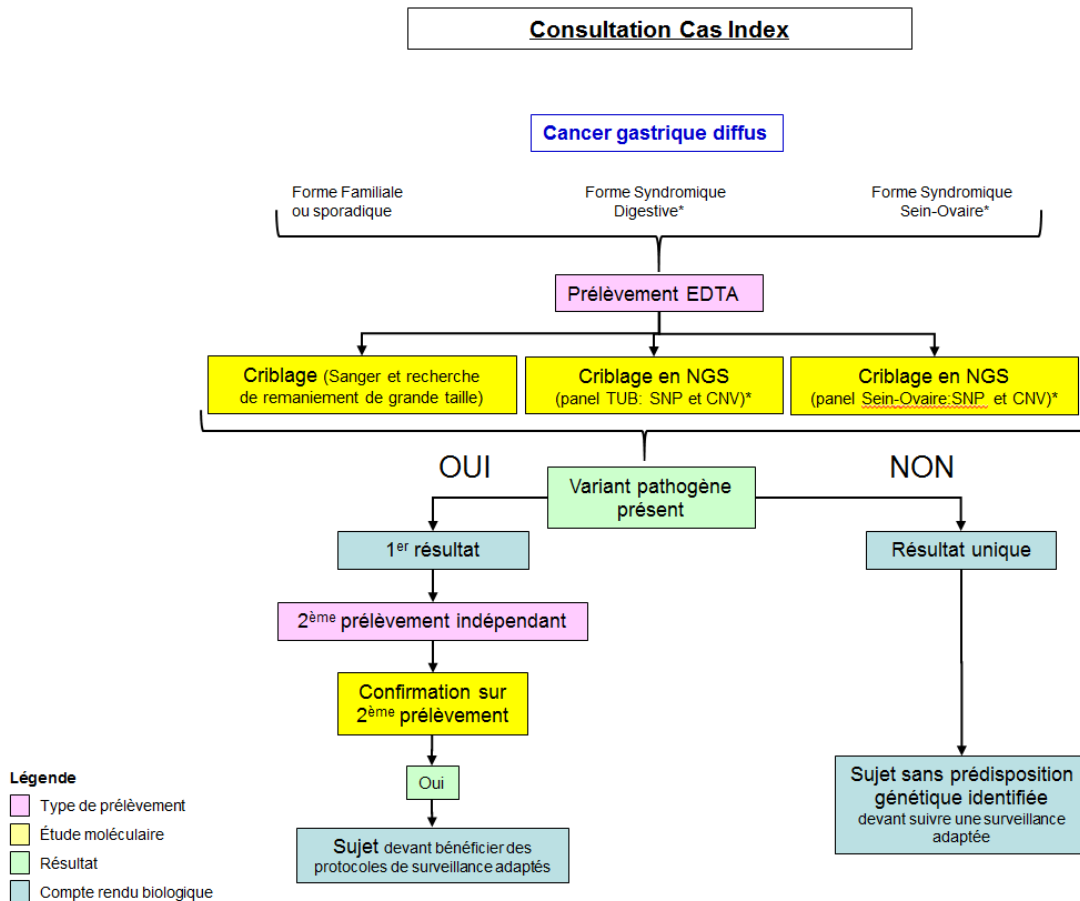 Consultation Cas Index
Cancer gastrique diffus
Forme Familiale
ou sporadique
Forme Syndromique
Digestive*
Forme Syndromique
Sein-Ovaire*
Prélèvement EDTA
Criblage (Sanger et recherche
de remaniement de grande taille)
Criblage en NGS
(panel TUB: SNP et CNV)*
Criblage en NGS
(panel Sein-Ovaire:SNP et CNV)*
OUI
NON
Variant pathogène
présent
1er résultat
Résultat unique
2ème prélèvement indépendant
Confirmation sur
2ème prélèvement
Oui
Sujet devant bénéficier des
protocoles de surveillance adaptés
Sujet sans prédisposition
génétique identifiée
devant suivre une surveillance
adaptée
Légende
Type de prélèvement
Étude moléculaire
Résultat
Compte rendu biologique